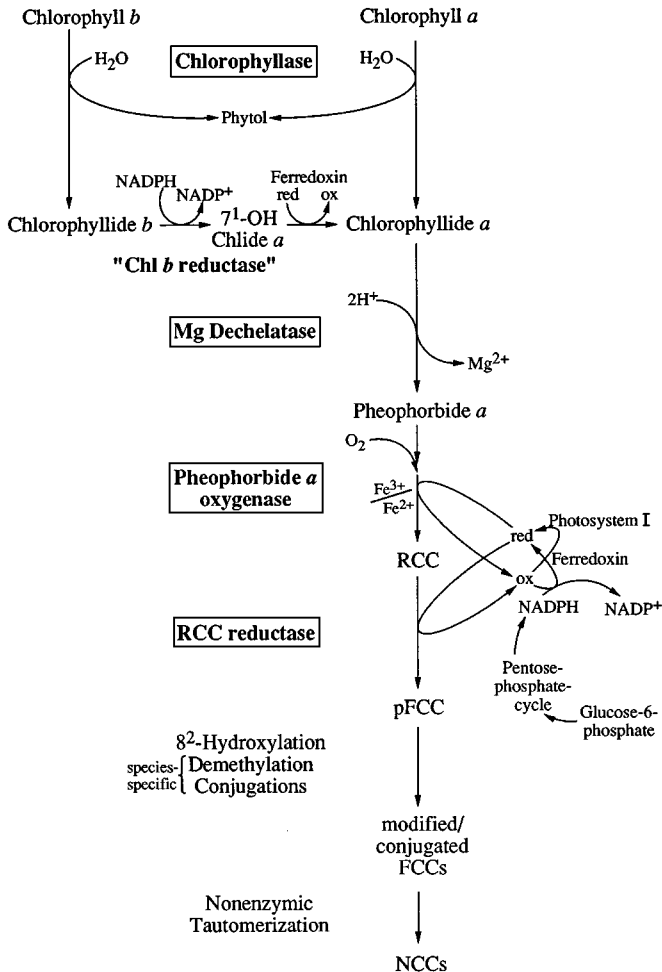 Chlorophyll b
Chlorophyll a
H2O
Chlorophyllase
H2O
Phytol
NADPH
NADP+
Ferredoxin
red ox
Chlorophyllide b
7¹-OH
Chlide a
Chlorophyllide a
"Chl b reductase"
2H+
Mg Dechelatase
Mg2+
Pheophorbide a
O2
Pheophorbide a
oxygenase
Fe3+
Fe2+
Photosystem I
red
RCC
Ferredoxin
ox
NADPH
NADP+
RCC reductase
Pentose-
phosphate-
cycle
Glucose-6-
phosphate
pFCC
8²-Hydroxylation
species-
specific
Demethylation
Conjugations
modified/
conjugated
FCCs
Nonenzymic
Tautomerization
NCCs